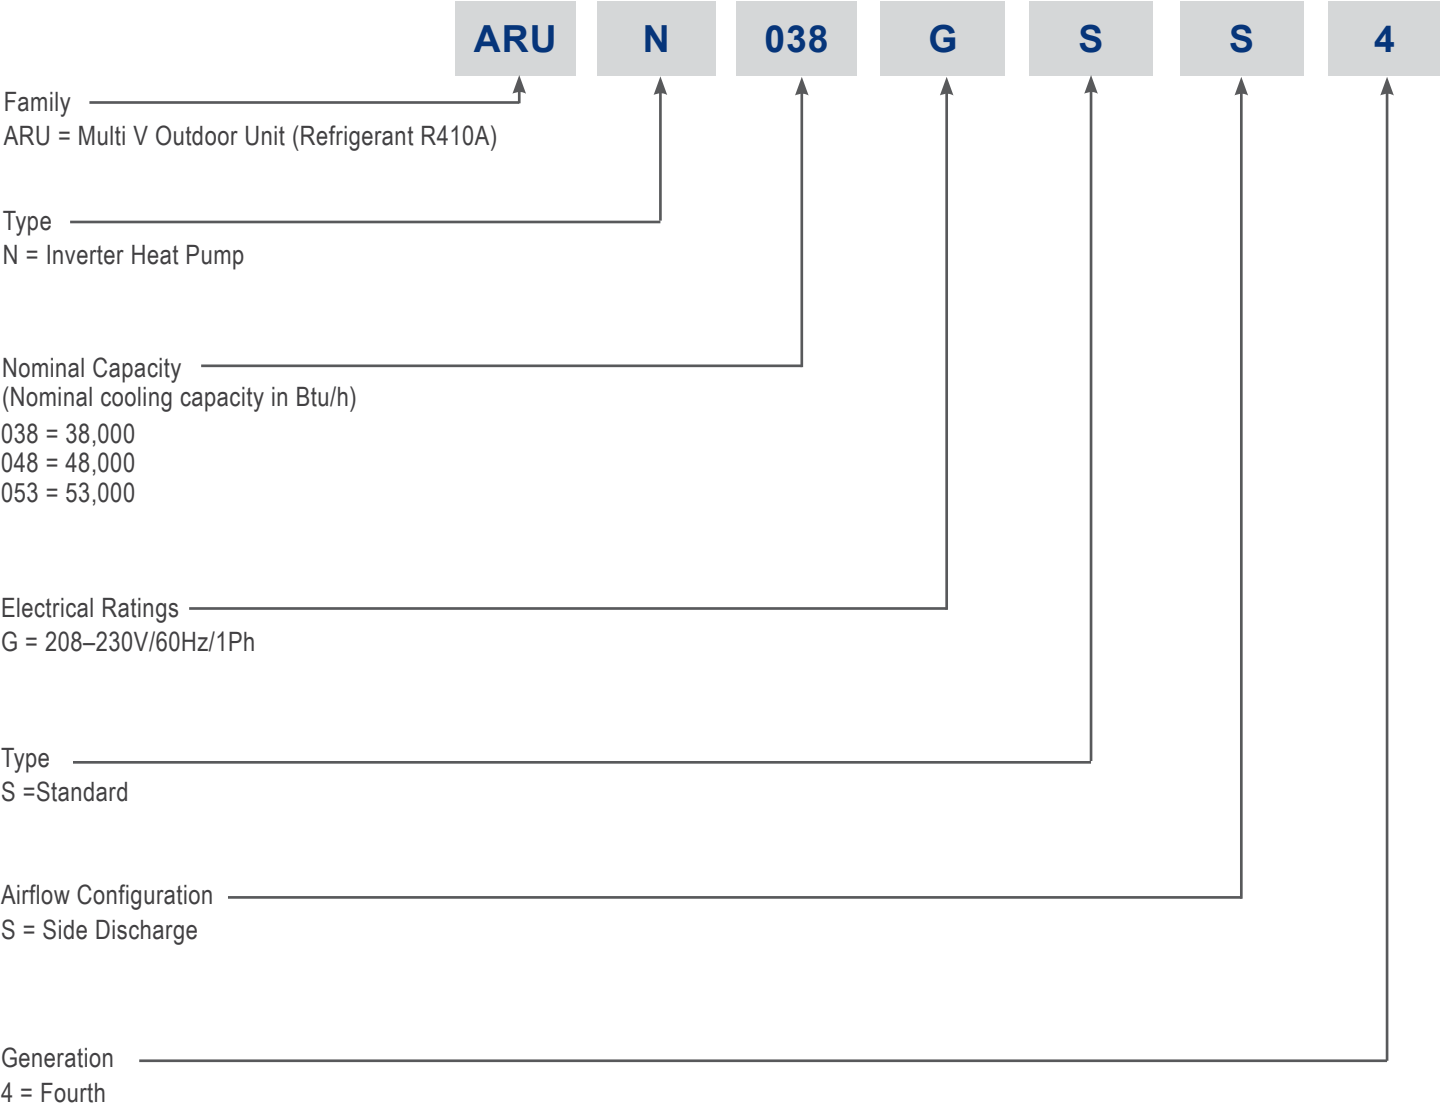 ARU N 038 G S S 4
Family
ARU = Multi V Outdoor Unit (Refrigerant R410A)
Type
N = Inverter Heat Pump
Nominal Capacity
(Nominal cooling capacity in Btu/h)
038 = 38,000
048 = 48,000
053 = 53,000
Electrical Ratings
G = 208–230V/60Hz/1Ph
Type
S =Standard
Airflow Configuration
S = Side Discharge
Generation
4 = Fourth